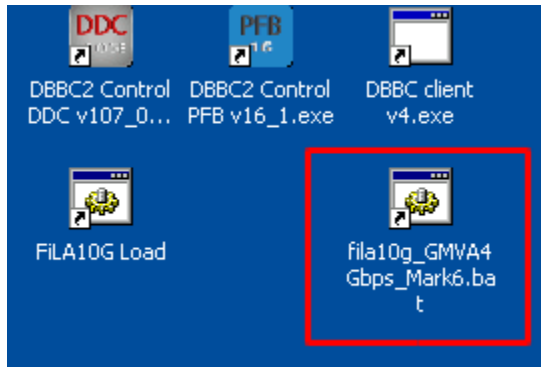 DDC
PFB
DBBC2 Control
DDC v107_0...
DBBC2 Control
PFB v16_1.exe
DBBC client
v4.exe
FiLA10G Load
fila10g_GMVA4
Gbps_Mark6.ba
t